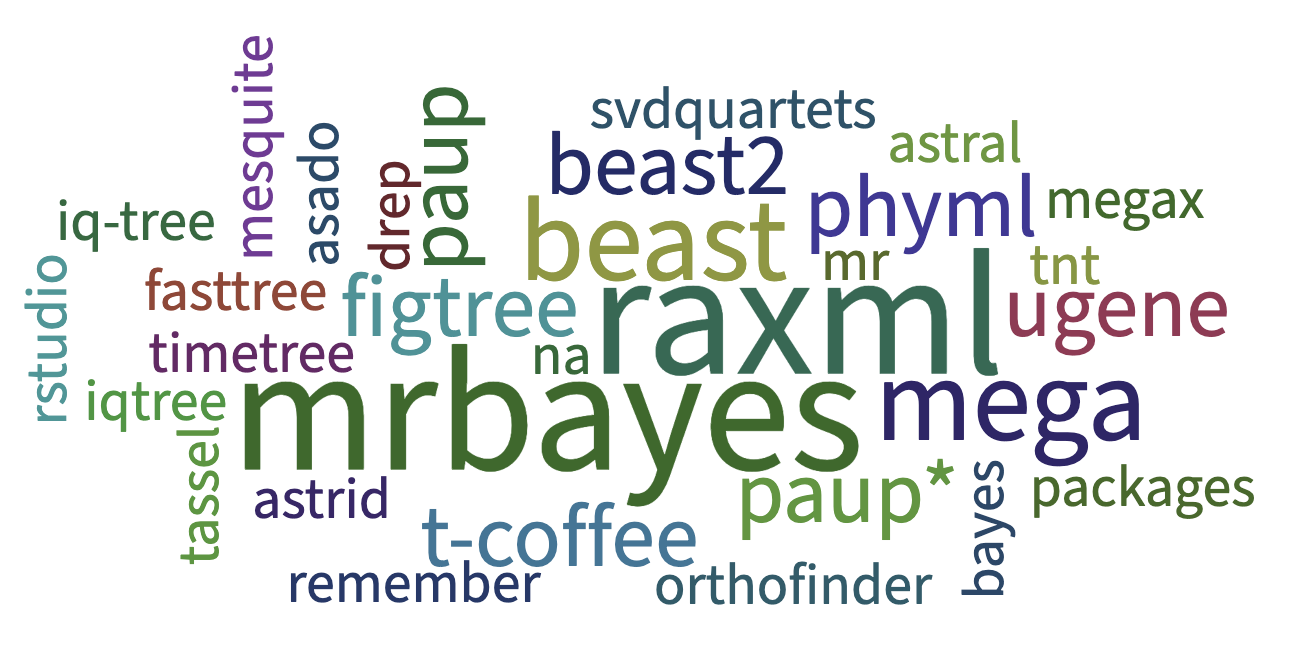 mesquite
asado
drep
paup
svdquartets
beast2
astral
iq-tree
beast
phyml
megax
rstudio
fasttree
figtree
mr
tnt
raxml
ugene
timetree
na
iqtree
mrbayes
mega
tassel
astrid
t-coffee
paup*
bayes
packages
remember
orthofinder